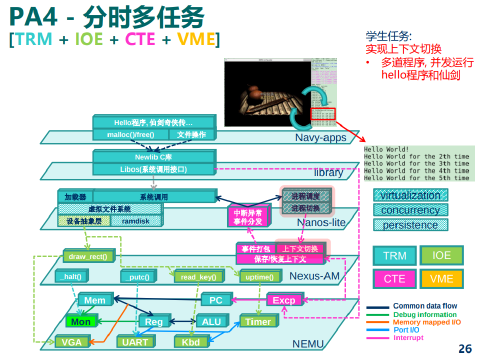 PA4 - 分时多任务
[TRM + IOE + CTE + VME]
学生任务:
实现上下文切换
• 多道程序, 并发运行
hello程序和仙剑
Hello程序, 仙剑奇侠传…
malloc()/free() 文件操作
Navy-apps
Newlib C库
Libos(系统调用接口)
library
Hello World!
Hello World for the 2th time
Hello World for the 3th time
Hello World for the 4th time
Hello World for the 5th time
加载器 系统调用
虚拟文件系统
设备抽象层 ramdisk
中断异常
事件分发
进程调度
进程切换
Nanos-lite
virtualization
concurrency
persistence
事件打包 上下文切换
保存/恢复上下文
draw_rect()
Nexus-AM
_halt() _putc() read_key() uptime()
TRM IOE
CTE VME
Mem PC Excp
Mon Reg ALU Timer
VGA UART Kbd
NEMU
Common data flow
Debug information
Memory mapped I/O
Port I/O
interrupt
26